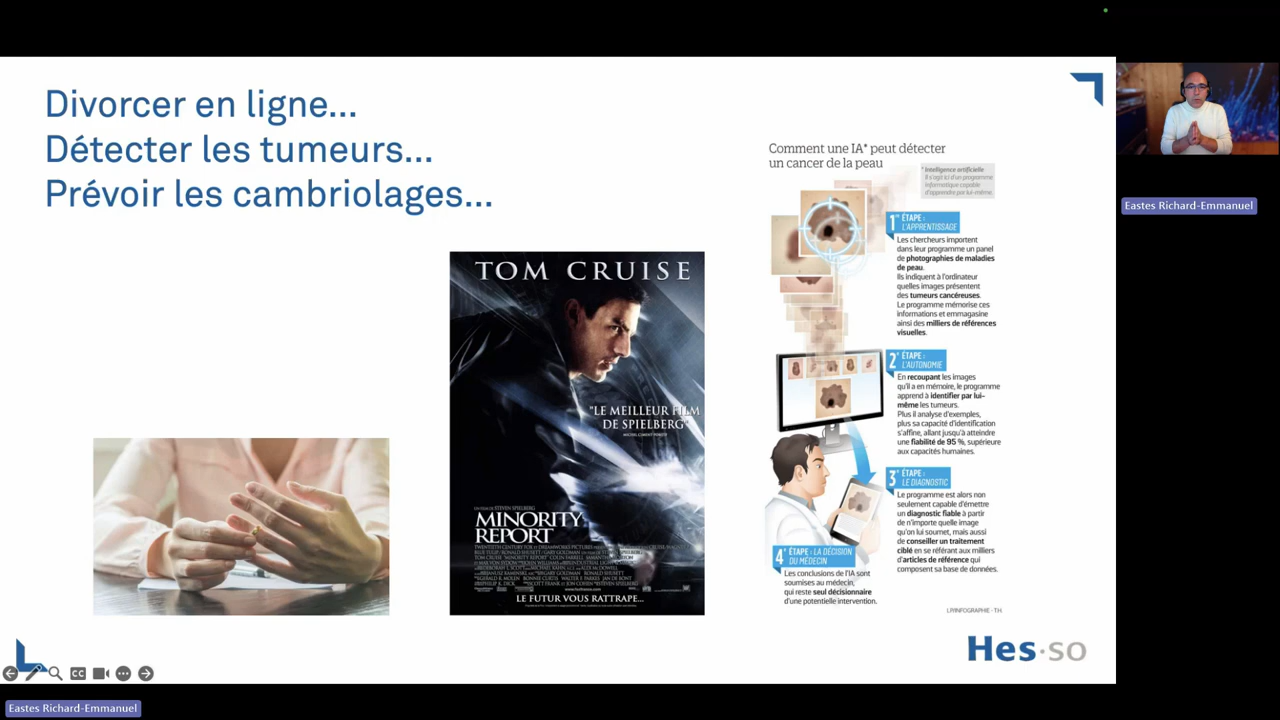 Divorcer en ligne...
Détecter les tumeurs...
Prévoir les cambriolages...
TOM CRUISE
"LE MEILLEUR FILM
DE SPIELBERG"
MINORITY
REPORT
LE FUTUR VOUS RATTRAPE...
Comment une IA* peut détecter
un cancer de la peau
* Intelligence artificielle
Il s'agit ici d'un programme
informatique capable
d'apprendre par lui-même.
1re ÉTAPE :
L'APPRENTISSAGE
Les chercheurs importent
dans leur programme un panel
de photographies de maladies
de peau.
Ils indiquent à l'ordinateur
quelles images présentent
des tumeurs cancéreuses.
Le programme mémorise ces
informations et emmagasine
ainsi des milliers de références
visuelles.
2e ÉTAPE :
L'AUTONOMIE
En recoupant les images
qu'il a en mémoire, le programme
apprend à identifier par lui-
même les tumeurs.
Plus il analyse d'exemples,
plus sa capacité d'identification
s'affine, allant jusqu'à atteindre
une fiabilité de 95 %, supérieure
aux capacités humaines.
3e ÉTAPE :
LE DIAGNOSTIC
Le programme est alors non
seulement capable d'émettre
un diagnostic fiable à partir
de n'importe quelle image
qu'on lui soumet, mais aussi
de conseiller un traitement
ciblé en se référant aux milliers
d'articles de référence qui
composent sa base de données.
4e ÉTAPE : LA DÉCISION
DU MÉDECIN
Les conclusions de l'IA sont
soumises au médecin,
qui reste seul décisionnaire
d'une potentielle intervention.
LP/INFOGRAPHIE - T.H.
Hes·so
CC
Eastes Richard-Emmanuel
Eastes Richard-Emmanuel